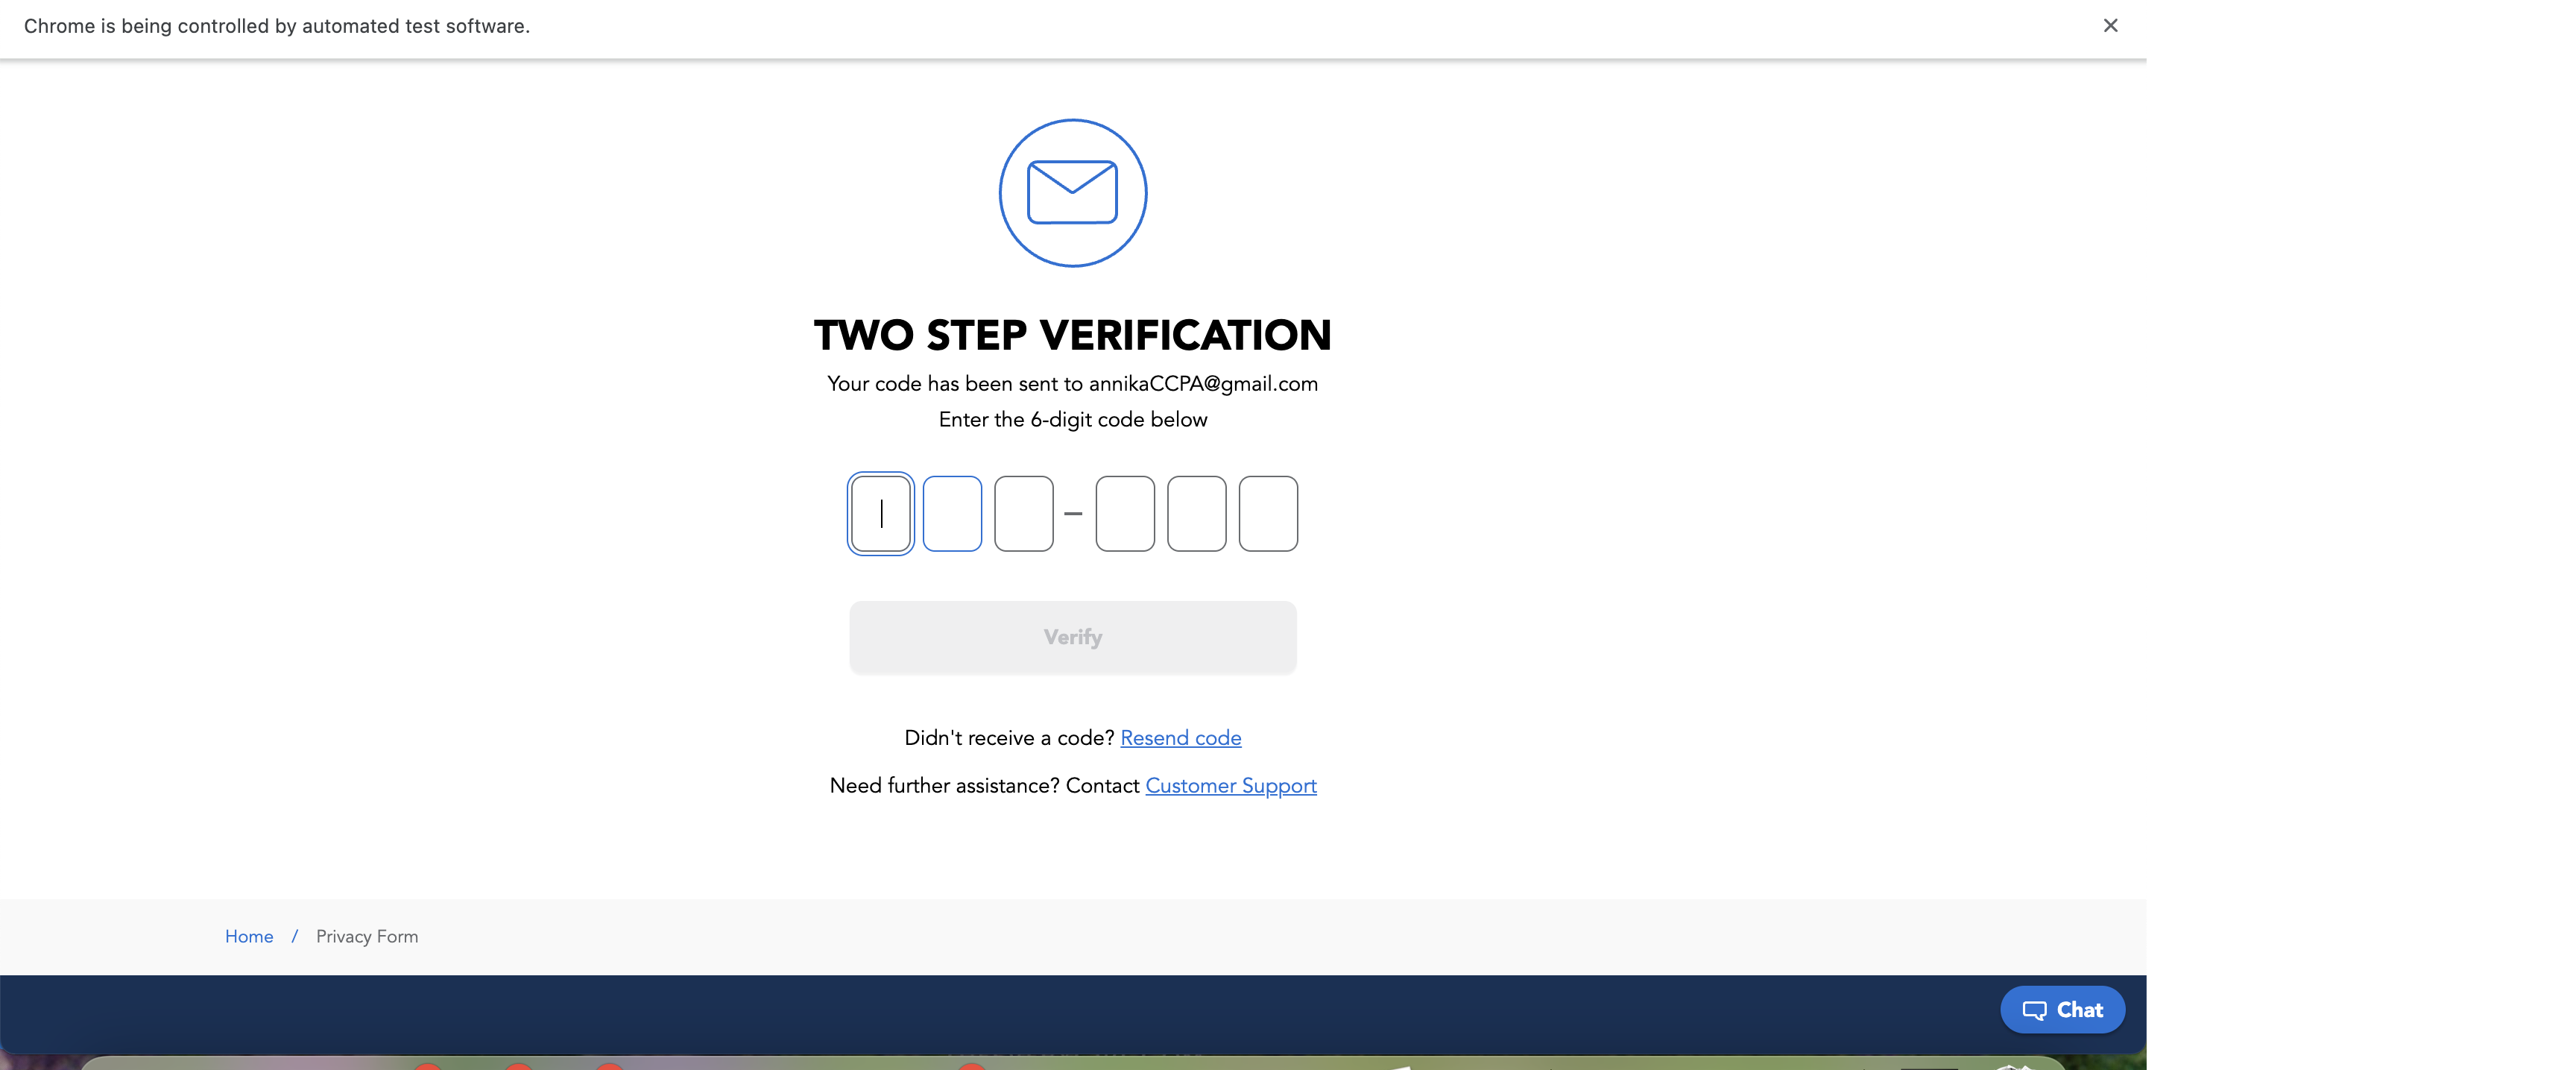 Chrome is being controlled by automated test software.
TWO STEP VERIFICATION
Your code has been sent to annikaCCPA@gmail.com
Enter the 6-digit code below
–
Verify
Didn't receive a code? Resend code
Need further assistance? Contact Customer Support
Home / Privacy Form
Chat